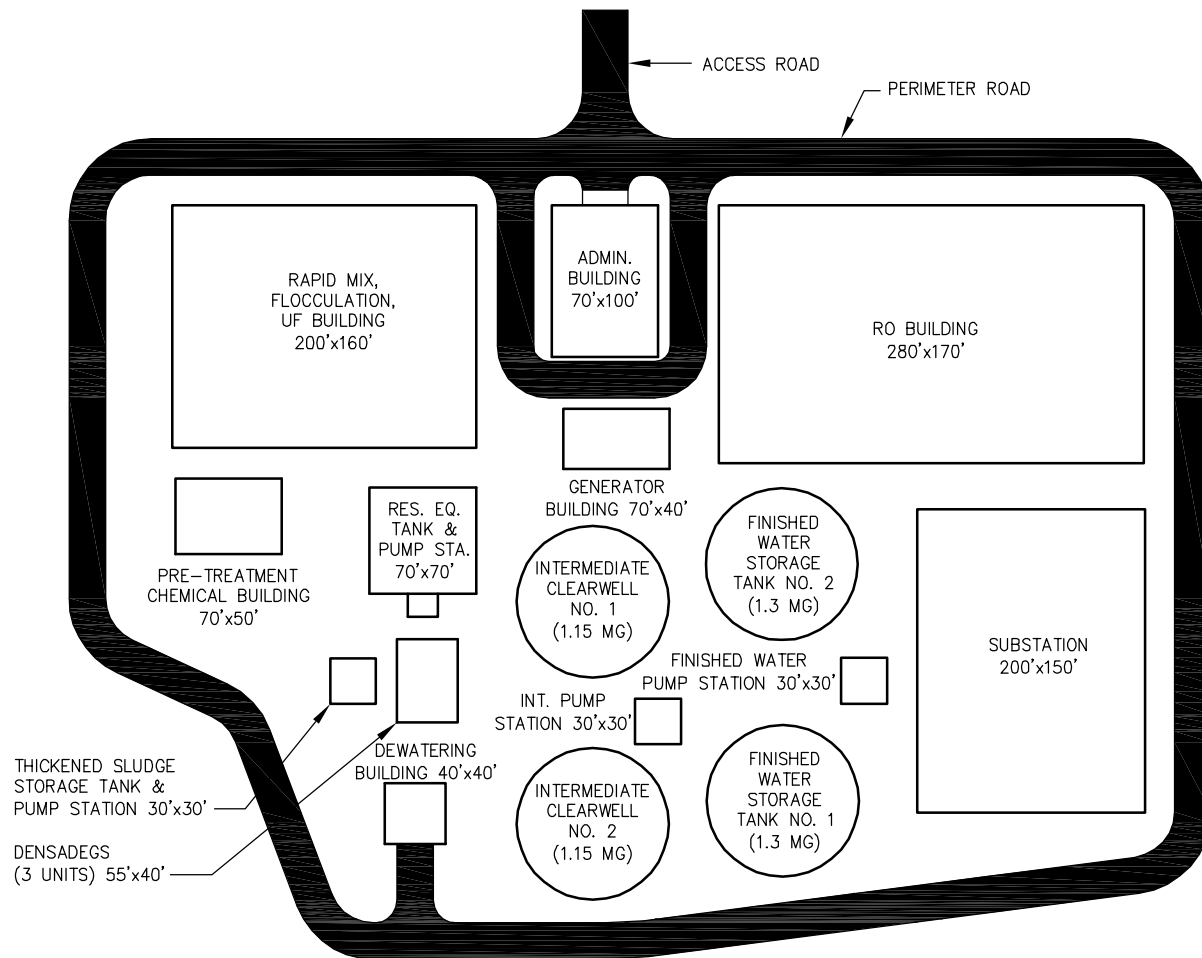 ACCESS ROAD
PERIMETER ROAD
RAPID MIX,
FLOCCULATION,
UF BUILDING
200'x160'
ADMIN.
BUILDING
70'x100'
RO BUILDING
280'x170'
GENERATOR
BUILDING 70'x40'
PRE-TREATMENT
CHEMICAL BUILDING
70'x50'
RES. EQ.
TANK &
PUMP STA.
70'x70'
INTERMEDIATE
CLEARWELL
NO. 1
(1.15 MG)
FINISHED
WATER
STORAGE
TANK NO. 2
(1.3 MG)
SUBSTATION
200'x150'
FINISHED WATER
PUMP STATION 30'x30'
INT. PUMP
STATION 30'x30'
DEWATERING
BUILDING 40'x40'
THICKENED SLUDGE
STORAGE TANK &
PUMP STATION 30'x30'
DENSADEGS
(3 UNITS) 55'x40'
INTERMEDIATE
CLEARWELL
NO. 2
(1.15 MG)
FINISHED
WATER
STORAGE
TANK NO. 1
(1.3 MG)